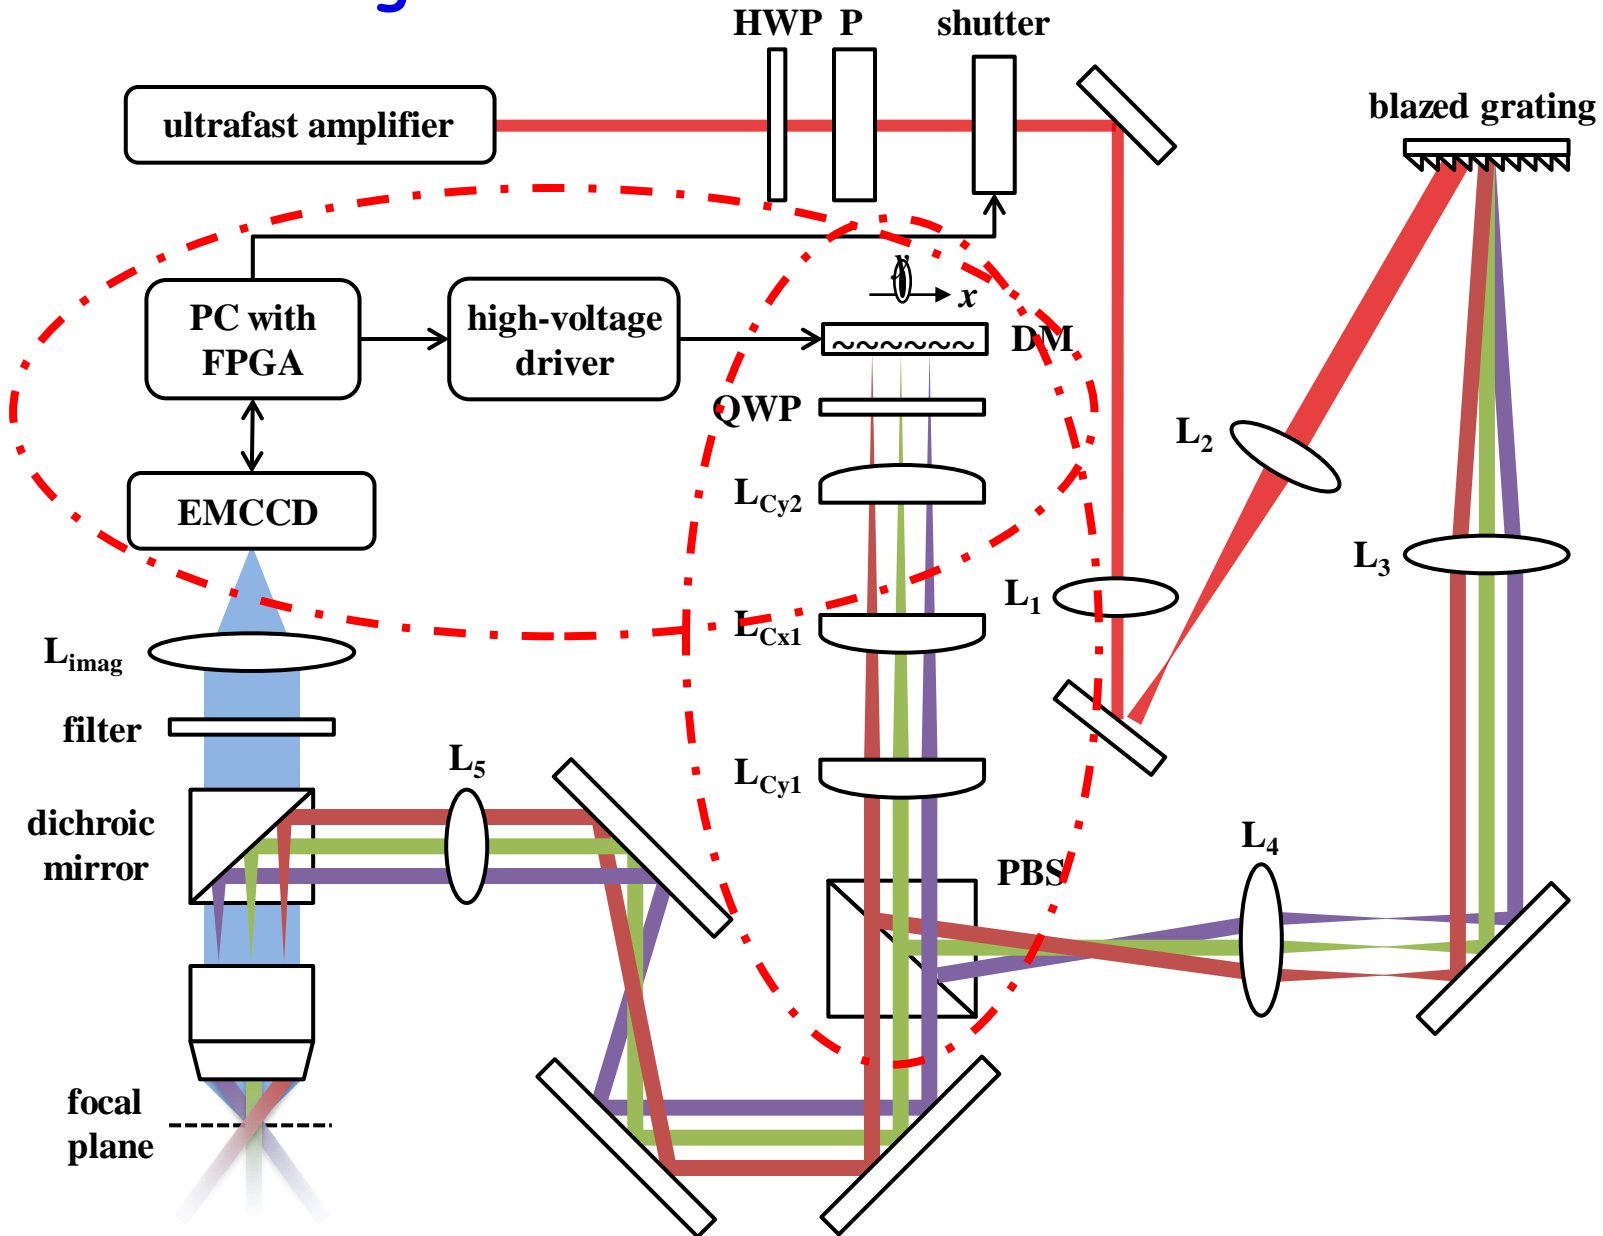 HWP P shutter
blazed grating
ultrafast amplifier
y
x
PC with
FPGA
high-voltage
driver
~~~~~~
DM
QWP
L2
LCy2
EMCCD
L3
L1
LCx1
Limag
filter
L5
LCy1
dichroic
mirror
L4
PBS
focal
plane